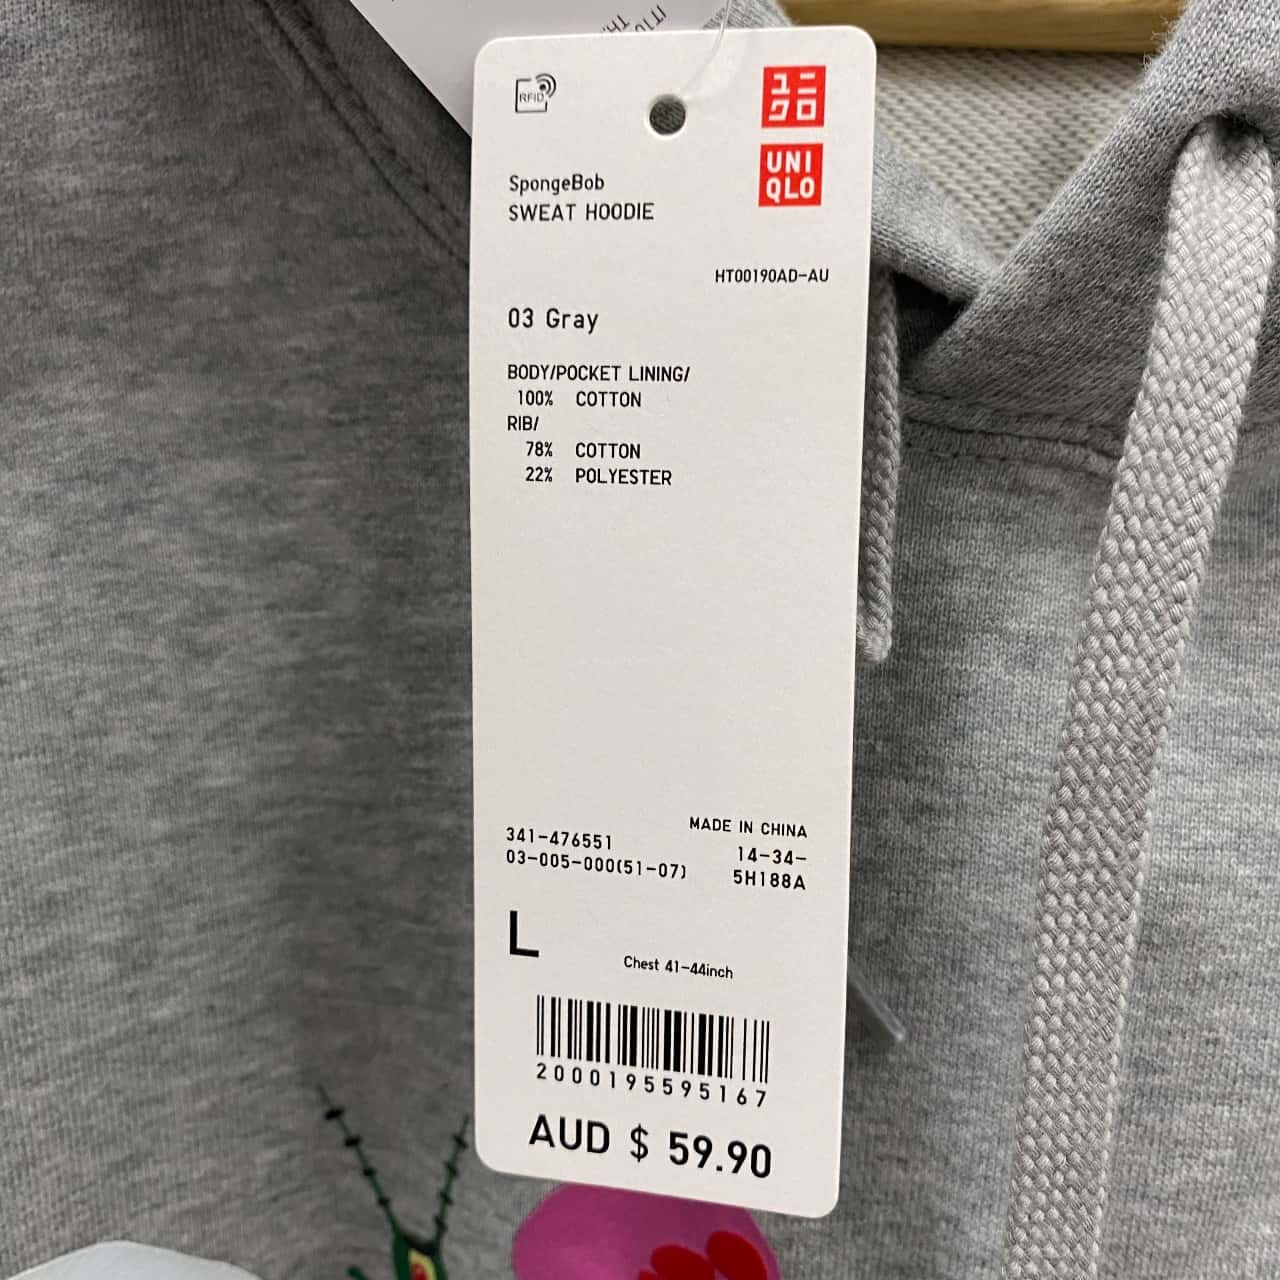 RFID
ユニ
クロ
UNI
QLO
SpongeBob
SWEAT HOODIE
HT00190AD-AU
03 Gray
BODY/POCKET LINING/
100% COTTON
RIB/
78% COTTON
22% POLYESTER
MADE IN CHINA
341-476551
14-34-
03-005-000(51-07)
5H188A
L
Chest 41-44inch
2000195595167
AUD $ 59.90